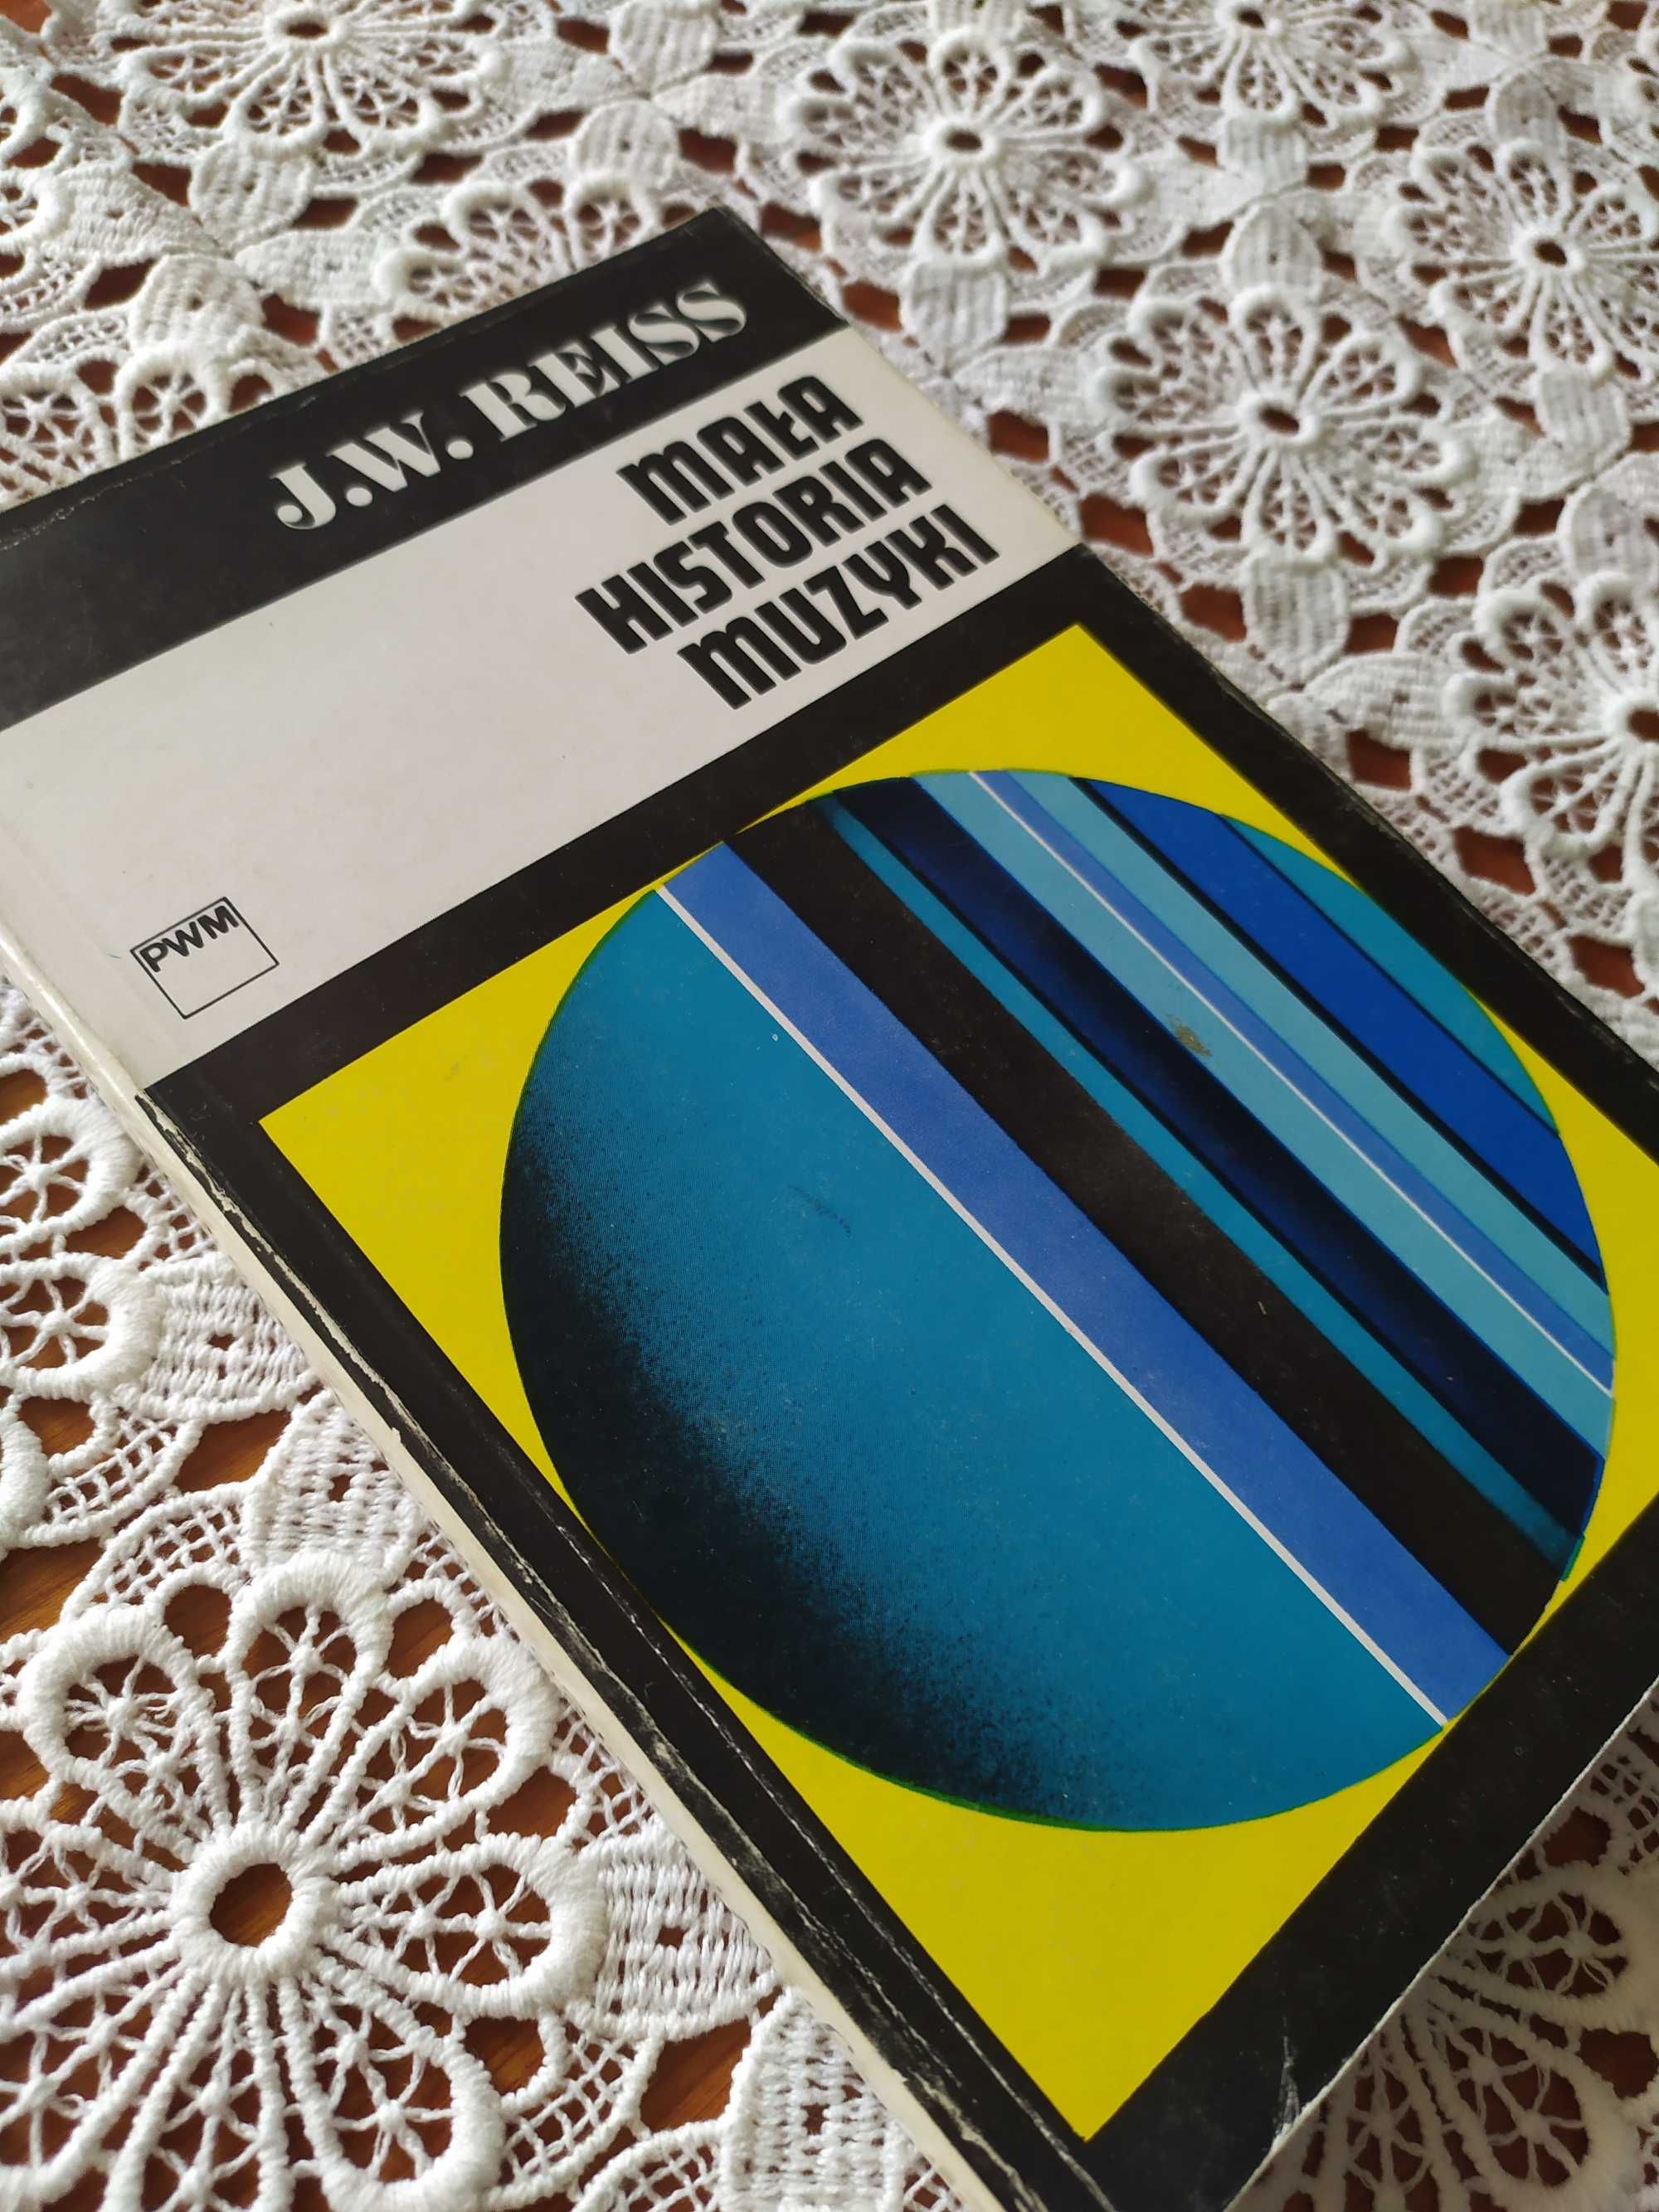 J.W. REISS
MAŁA
HISTORIA
MUZYKI
PWM